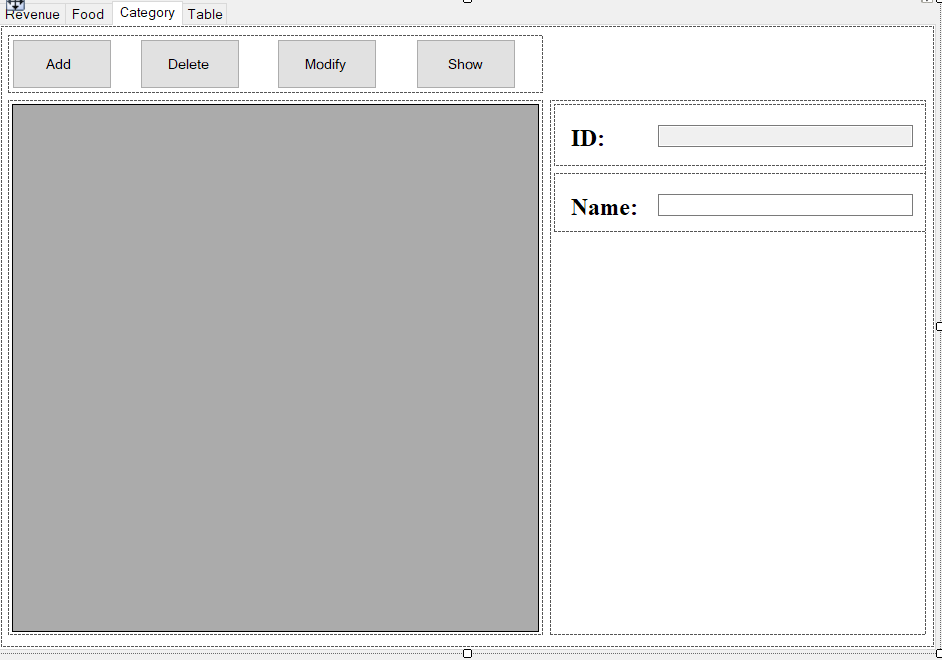 Revenue Food Category Table
Add Delete Modify Show
ID:
Name: